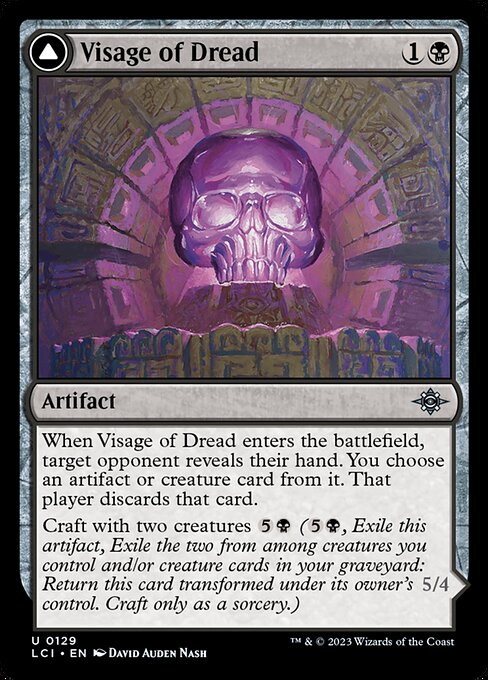 Visage of Dread 1
Artifact
When Visage of Dread enters the battlefield,
target opponent reveals their hand. You choose
an artifact or creature card from it. That
player discards that card.
Craft with two creatures 5 (5, Exile this
artifact, Exile the two from among creatures you
control and/or creature cards in your graveyard:
Return this card transformed under its owner's
control. Craft only as a sorcery.)
5/4
U 0129
LCI • EN DAVID AUDEN NASH
™ & © 2023 Wizards of the Coast